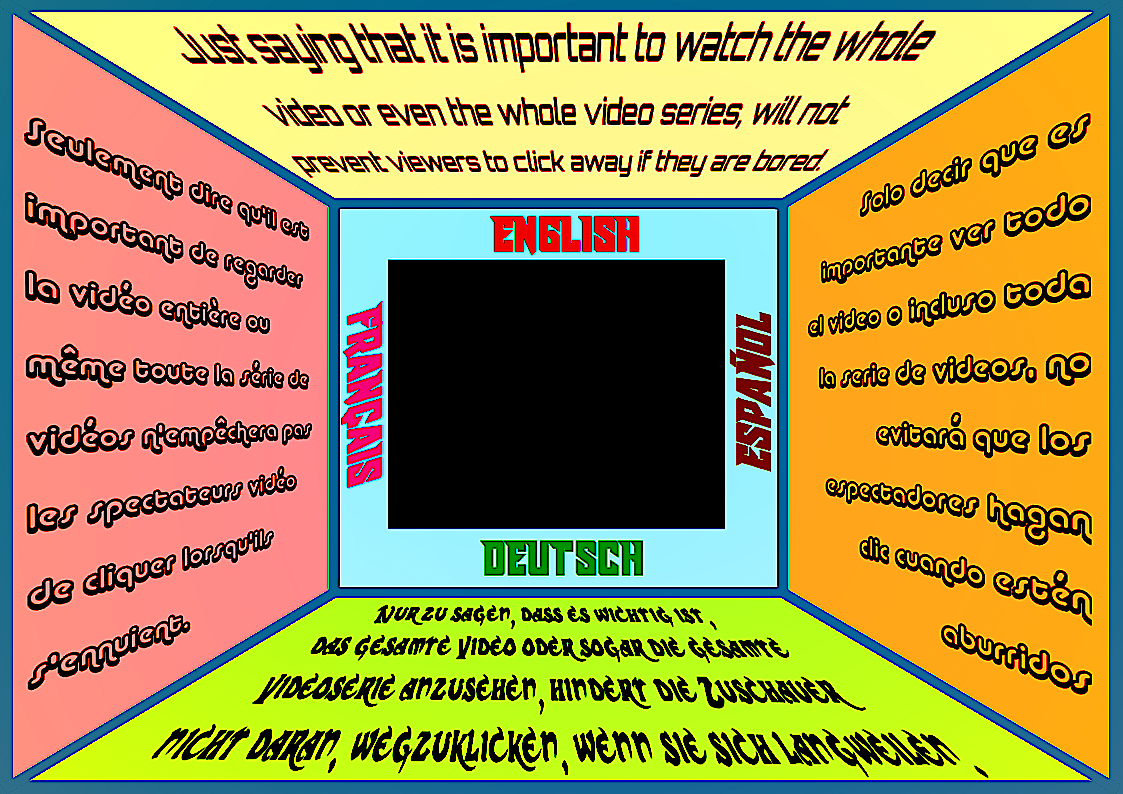 Just saying that it is important to watch the whole
video or even the whole video series, will not
prevent viewers to click away if they are bored.
Seulement dire qu'il est
important de regarder
la vidéo entière ou
même toute la série de
vidéos n'empêchera pas
les spectateurs vidéo
de cliquer lorsqu'ils
s'ennuient.
ENGLISH
FRANÇAIS
ESPAÑOL
DEUTSCH
Solo decir que es
importante ver todo
el video o incluso toda
la serie de videos, no
evitará que los
espectadores hagan
clic cuando estén
aburridos
Nur zu sagen, dass es wichtig ist ,
das gesamte Video oder sogar die gesamte
Videoserie anzusehen, hindert die Zuschauer
nicht daran, wegzuklicken, wenn sie sich langweilen .